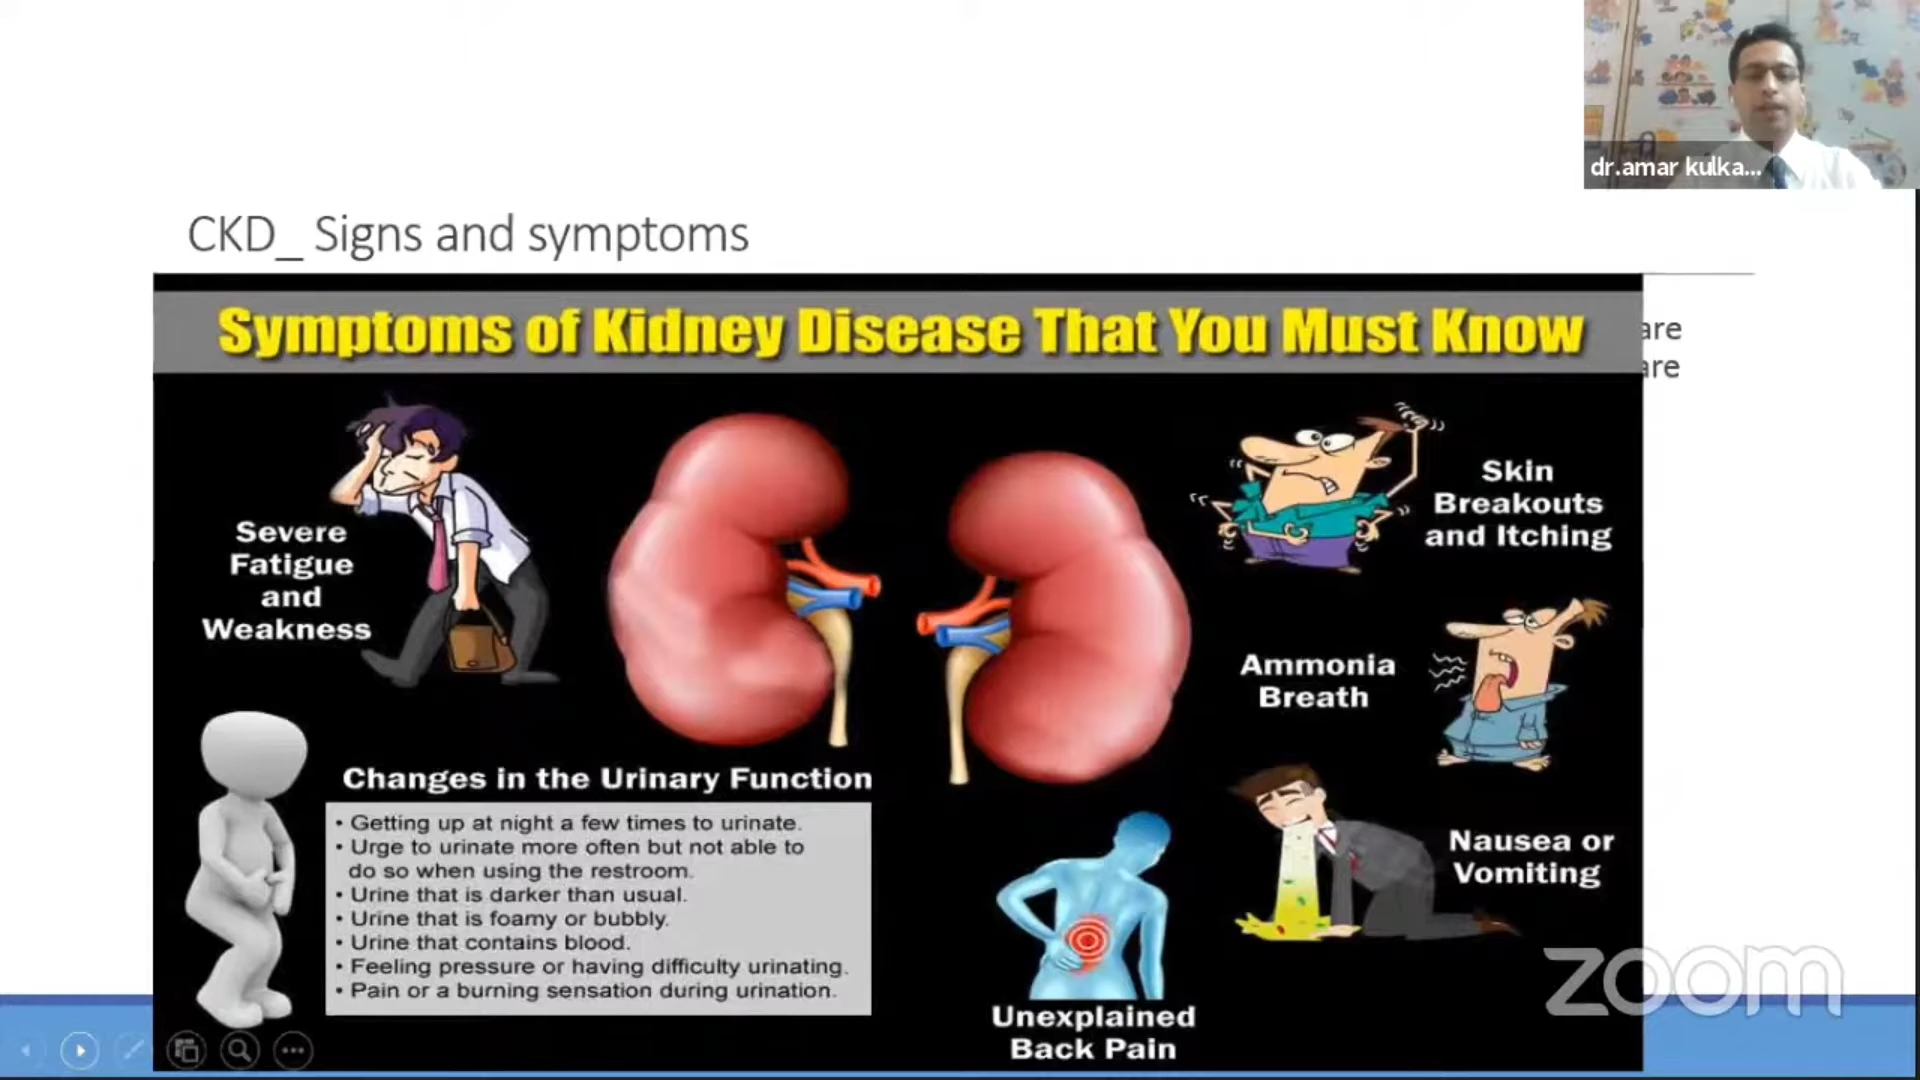 dr.amar kulka...
CKD_ Signs and symptoms
Symptoms of Kidney Disease That You Must Know
are
are
Severe
Fatigue
and
Weakness
Skin
Breakouts
and Itching
Ammonia
Breath
Changes in the Urinary Function
• Getting up at night a few times to urinate.
• Urge to urinate more often but not able to
do so when using the restroom.
• Urine that is darker than usual.
• Urine that is foamy or bubbly.
• Urine that contains blood.
• Feeling pressure or having difficulty urinating.
• Pain or a burning sensation during urination.
Nausea or
Vomiting
Unexplained
Back Pain
zoom